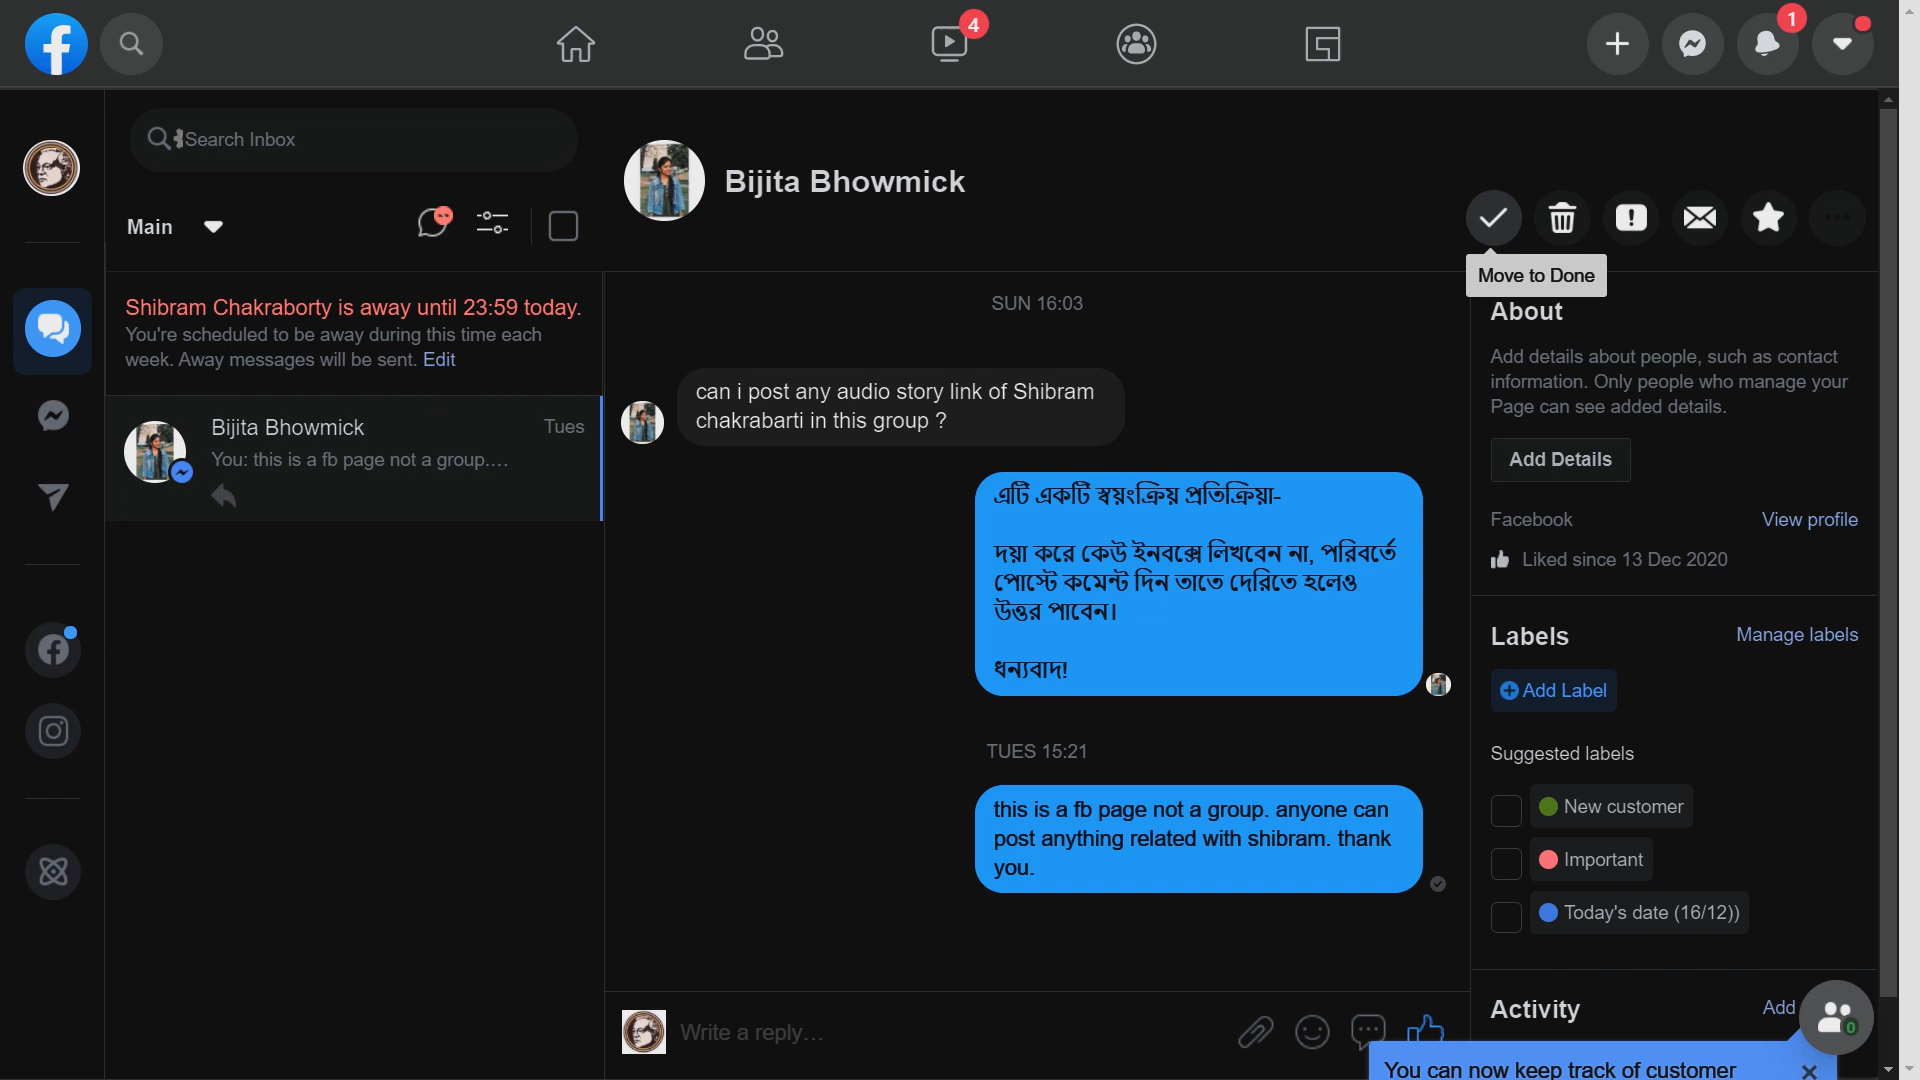 4
1
Search Inbox
Main
Shibram Chakraborty is away until 23:59 today.
You're scheduled to be away during this time each
week. Away messages will be sent. Edit
Bijita Bhowmick
Tues
You: this is a fb page not a group....
Bijita Bhowmick
Move to Done
SUN 16:03
can i post any audio story link of Shibram
chakrabarti in this group ?
এটি একটি স্বয়ংক্রিয় প্রতিক্রিয়া-
দয়া করে কেউ ইনবক্সে লিখবেন না, পরিবর্তে
পোস্টে কমেন্ট দিন তাতে দেরিতে হলেও
উত্তর পাবেন।
ধন্যবাদ!
TUES 15:21
this is a fb page not a group. anyone can
post anything related with shibram. thank
you.
Write a reply...
About
Add details about people, such as contact
information. Only people who manage your
Page can see added details.
Add Details
Facebook
View profile
Liked since 13 Dec 2020
Labels
Manage labels
Add Label
Suggested labels
New customer
Important
Today's date (16/12))
Activity
Add
0
You can now keep track of customer